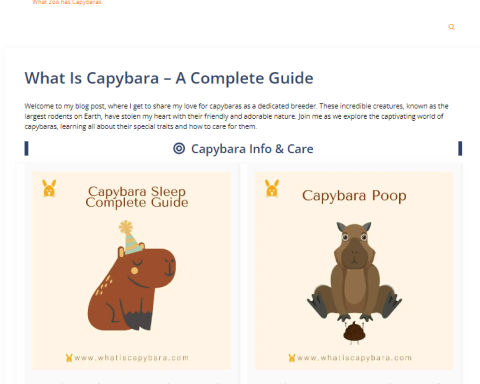 What Zoo has Capybaras
What Is Capybara – A Complete Guide
Welcome to my blog post, where I get to share my love for capybaras as a dedicated breeder. These incredible creatures, known as the
largest rodents on Earth, have stolen my heart with their friendly and adorable nature. Join me as we explore the captivating world of
capybaras, learning all about their special traits and how to care for them.
Capybara Info & Care
Capybara Sleep
Complete Guide
www.whatiscapybara.com
Capybara Poop
www.whatiscapybara.com